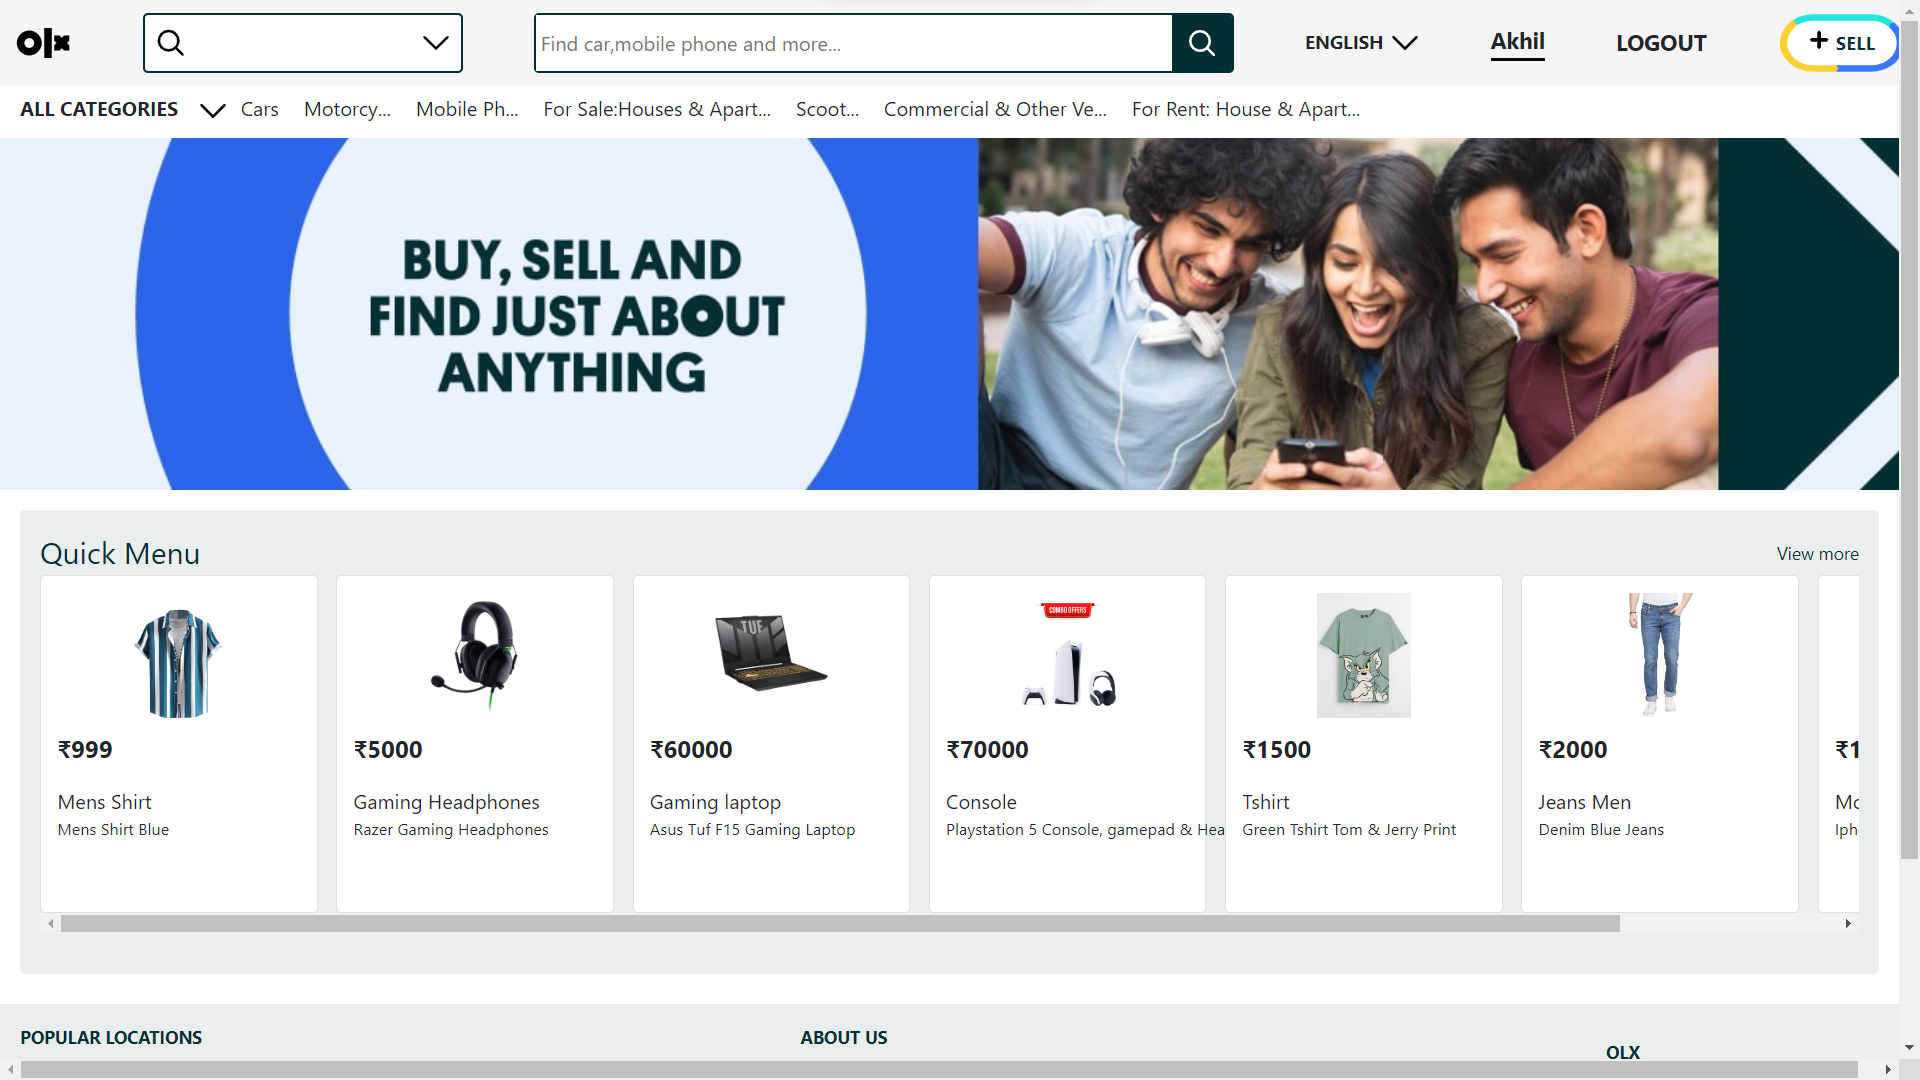 olx
Find car,mobile phone and more...
ENGLISH
Akhil
LOGOUT
+ SELL
ALL CATEGORIES
Cars
Motorcy...
Mobile Ph...
For Sale:Houses & Apart...
Scoot...
Commercial & Other Ve...
For Rent: House & Apart...
BUY, SELL AND
FIND JUST ABOUT
ANYTHING
Quick Menu
View more
TUF
COMBO OFFERS
₹999
Mens Shirt
Mens Shirt Blue
₹5000
Gaming Headphones
Razer Gaming Headphones
₹60000
Gaming laptop
Asus Tuf F15 Gaming Laptop
₹70000
Console
Playstation 5 Console, gamepad & Hea
₹1500
Tshirt
Green Tshirt Tom & Jerry Print
₹2000
Jeans Men
Denim Blue Jeans
₹1
Mo
Iph
POPULAR LOCATIONS
ABOUT US
OLX